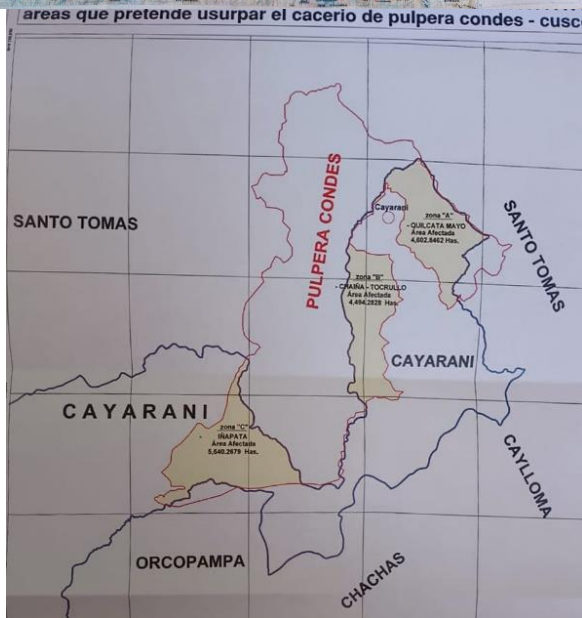 áreas que pretende usurpar el cacerio de pulpera condes - cusc
SANTO TOMAS
PULPERA CONDES
Cayarani
zona "A"
- QUILCATA MAYO
Área Afectada
4,602.8462 Has.
SANTO TOMAS
zona "B"
- CHAIÑA - TOCRULLO
Área Afectada
4,494.2828 Has.
CAYARANI
CAYARANI
zona "C"
IÑAPATA
Área Afectada
5,640.2679 Has.
CAYLLOMA
ORCOPAMPA
CHACHAS